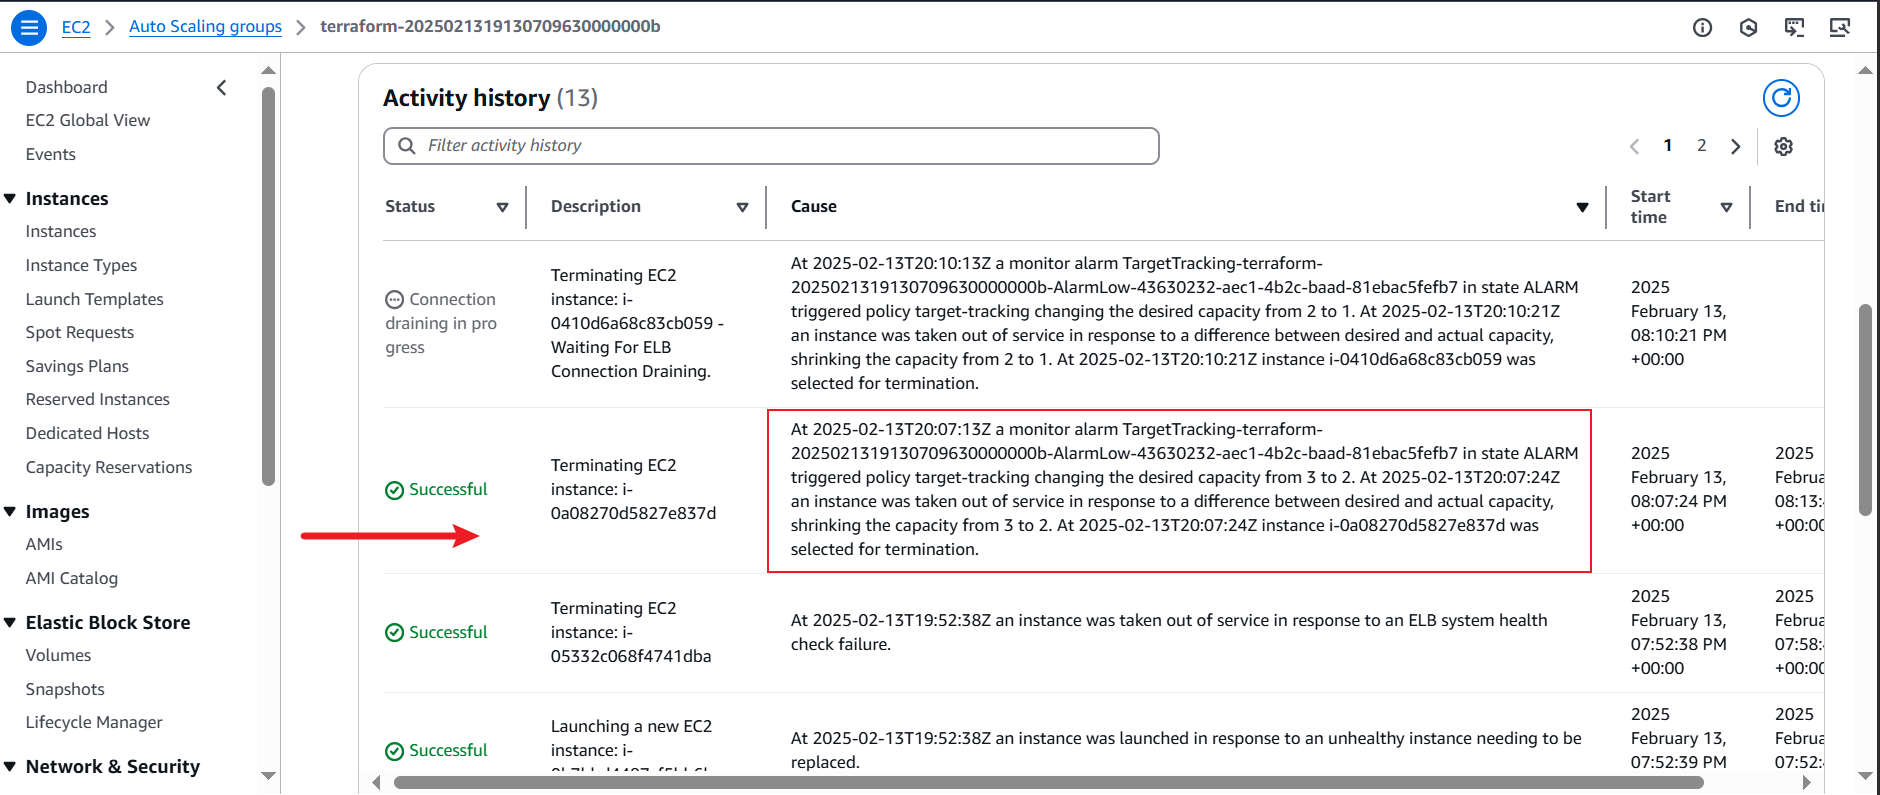 EC2 > Auto Scaling groups > terraform-20250213191307096300000000b
Dashboard
EC2 Global View
Events
Instances
Instances
Instance Types
Launch Templates
Spot Requests
Savings Plans
Reserved Instances
Dedicated Hosts
Capacity Reservations
Images
AMIs
AMI Catalog
Elastic Block Store
Volumes
Snapshots
Lifecycle Manager
Network & Security
Activity history (13)
Filter activity history
1 2
Status
Description
Cause
Start
time
End
Connection
draining in pro
gress
Terminating EC2
instance: i-
0410d6a68c83cb059 -
Waiting For ELB
Connection Draining.
At 2025-02-13T20:10:13Z a monitor alarm TargetTracking-terraform-
20250213191307096300000000b-AlarmLow-43630232-aec1-4b2c-baad-81ebac5fefb7 in state ALARM
triggered policy target-tracking changing the desired capacity from 2 to 1. At 2025-02-13T20:10:21Z
an instance was taken out of service in response to a difference between desired and actual capacity,
shrinking the capacity from 2 to 1. At 2025-02-13T20:10:21Z instance i-0410d6a68c83cb059 was
selected for termination.
2025
February 13,
08:10:21 PM
+00:00
Successful
Terminating EC2
instance: i-
0a08270d5827e837d
At 2025-02-13T20:07:13Z a monitor alarm TargetTracking-terraform-
20250213191307096300000000b-AlarmLow-43630232-aec1-4b2c-baad-81ebac5fefb7 in state ALARM
triggered policy target-tracking changing the desired capacity from 3 to 2. At 2025-02-13T20:07:24Z
an instance was taken out of service in response to a difference between desired and actual capacity,
shrinking the capacity from 3 to 2. At 2025-02-13T20:07:24Z instance i-0a08270d5827e837d was
selected for termination.
2025
February 13,
08:07:24 PM
+00:00
2025
Februa
08:13:
+00:00
Successful
Terminating EC2
instance: i-
05332c068f4741dba
At 2025-02-13T19:52:38Z an instance was taken out of service in response to an ELB system health
check failure.
2025
February 13,
07:52:38 PM
+00:00
2025
Februa
07:58:
+00:00
Successful
Launching a new EC2
instance: i-
At 2025-02-13T19:52:38Z an instance was launched in response to an unhealthy instance needing to be
replaced.
2025
February 13,
07:52:39 PM
2025
Februa
07:52: